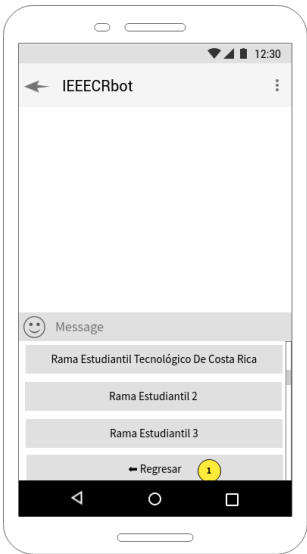 12:30
IEEECRbot
Message
Rama Estudiantil Tecnológico De Costa Rica
Rama Estudiantil 2
Rama Estudiantil 3
⬅ Regresar 1